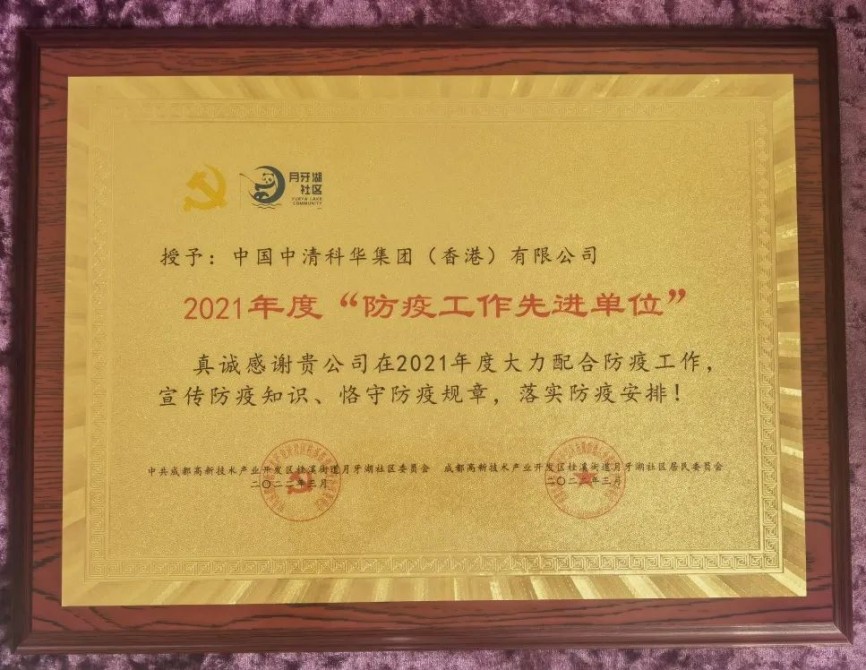 月牙湖
社区
授予：中国中清科华集团（香港）有限公司
2021年度“防疫工作先进单位”
真诚感谢贵公司在2021年度大力配合防疫工作，
宣传防疫知识、恪守防疫规章，落实防疫安排！
中共成都高新技术产业开发区桂溪街道月牙湖社区委员会 成都高新技术产业开发区桂溪街道月牙湖社区居民委员会
二〇二二年三月 二〇二二年三月